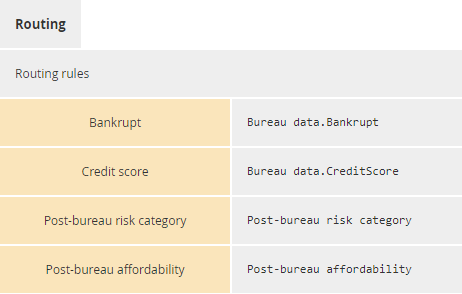 Routing
Routing rules
Bankrupt Bureau data.Bankrupt
Credit score Bureau data.CreditScore
Post-bureau risk category Post-bureau risk category
Post-bureau affordability Post-bureau affordability